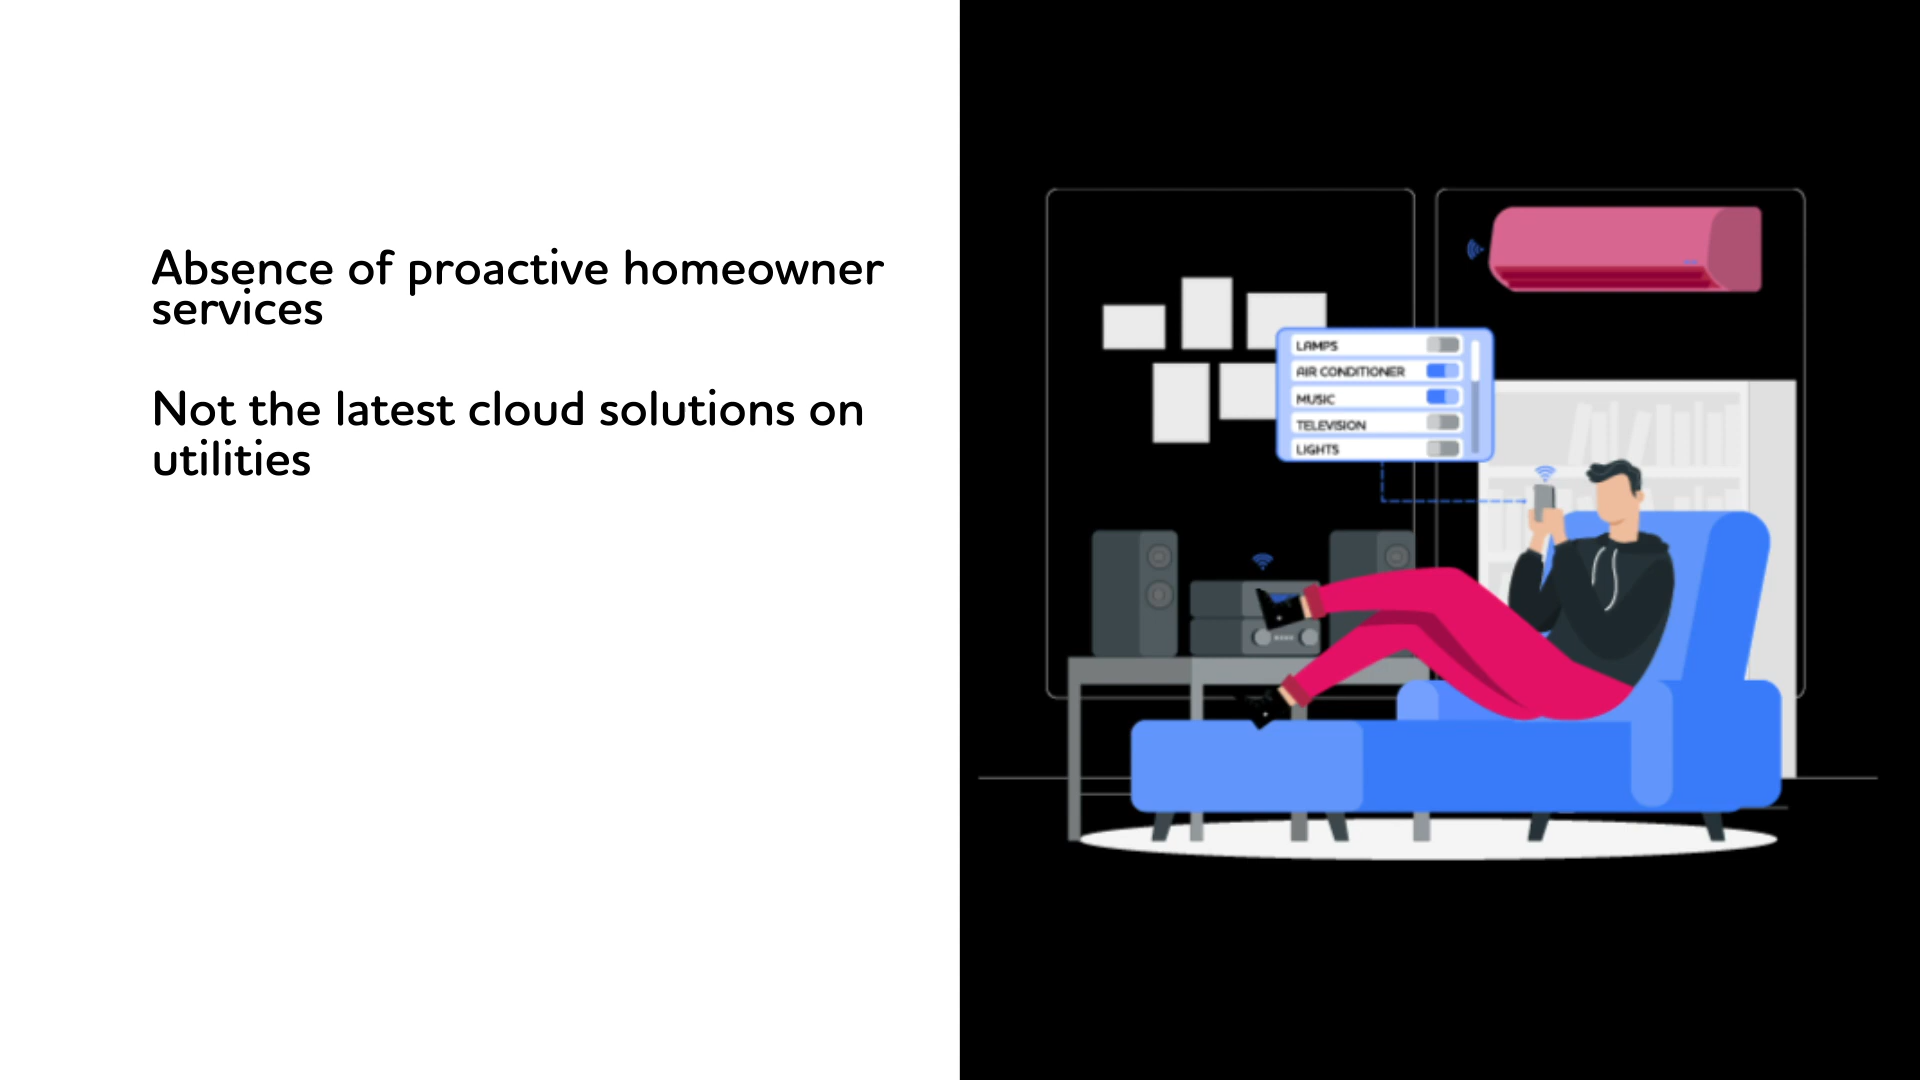 Absence of proactive homeowner
services
Not the latest cloud solutions on
utilities
LAMPS
AIR CONDITIONER
MUSIC
TELEVISION
LIGHTS